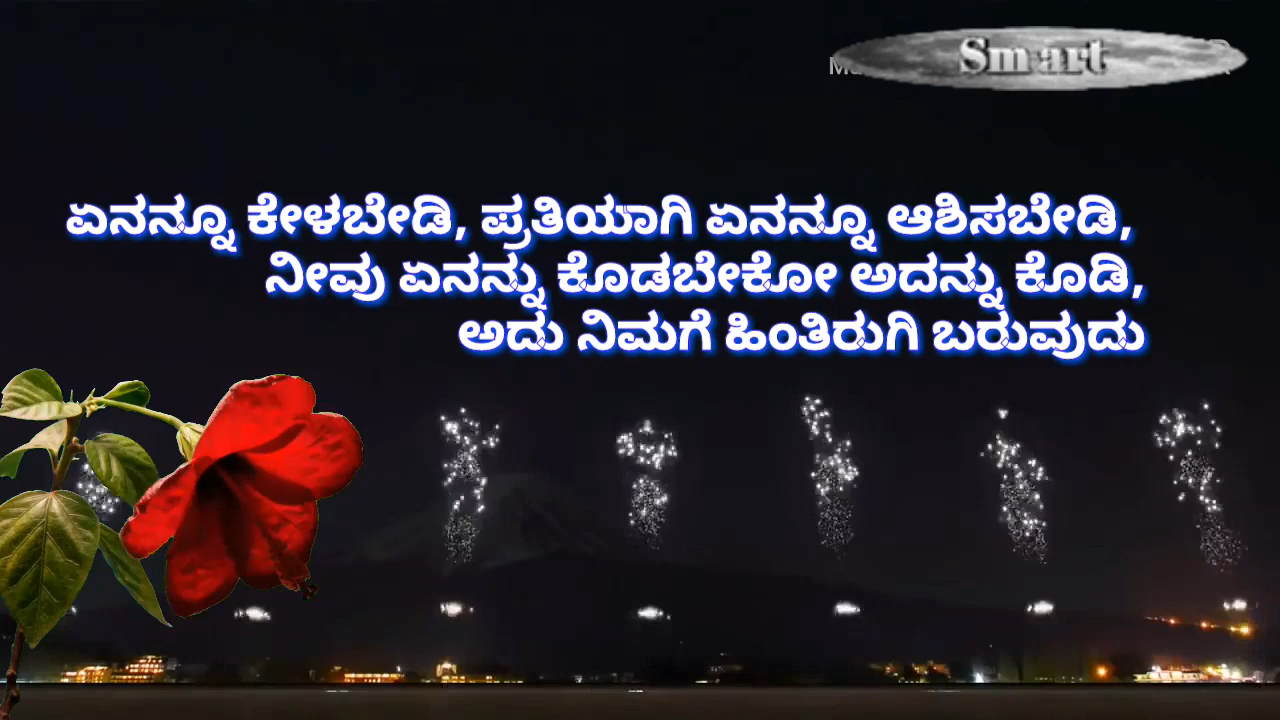 Smart
ಏನನ್ನೂ ಕೇಳಬೇಡಿ, ಪ್ರತಿಯಾಗಿ ಏನನ್ನೂ ಆಶಿಸಬೇಡಿ,
ನೀವು ಏನನ್ನು ಕೊಡಬೇಕೋ ಅದನ್ನು ಕೊಡಿ,
ಅದು ನಿಮಗೆ ಹಿಂತಿರುಗಿ ಬರುವುದು